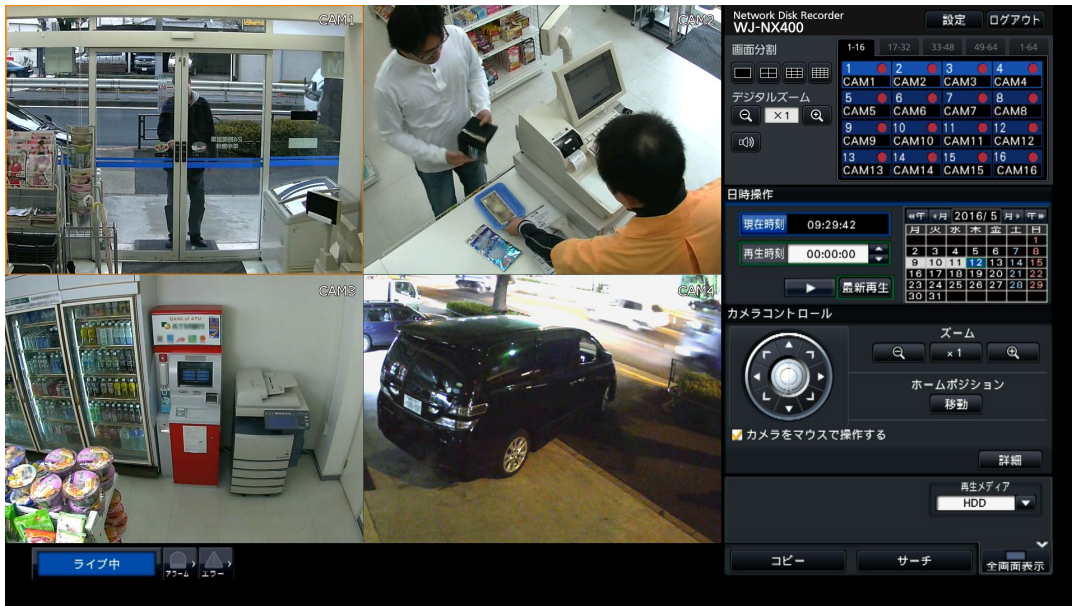 CAM1
CAM2
CAM3
BANK of ATM
CAM4
ライブ中
アラーム
エラー
Network Disk Recorder
WJ-NX400
設定
ログアウト
画面分割
1-16
17-32
33-48
49-64
1-64
1 2 3 4
CAM1 CAM2 CAM3 CAM4
5 6 7 8
CAM5 CAM6 CAM7 CAM8
9 10 11 12
CAM9 CAM10 CAM11 CAM12
13 14 15 16
CAM13 CAM14 CAM15 CAM16
デジタルズーム
×1
日時操作
現在時刻 09:29:42
再生時刻 00:00:00
最新再生
年 月 2016/ 5 月 年
月 火 水 木 金 土 日
1
2 3 4 5 6 7 8
9 10 11 12 13 14 15
16 17 18 19 20 21 22
23 24 25 26 27 28 29
30 31
カメラコントロール
ズーム
×1
ホームポジション
移動
カメラをマウスで操作する
詳細
再生メディア
HDD
コピー
サーチ
全画面表示